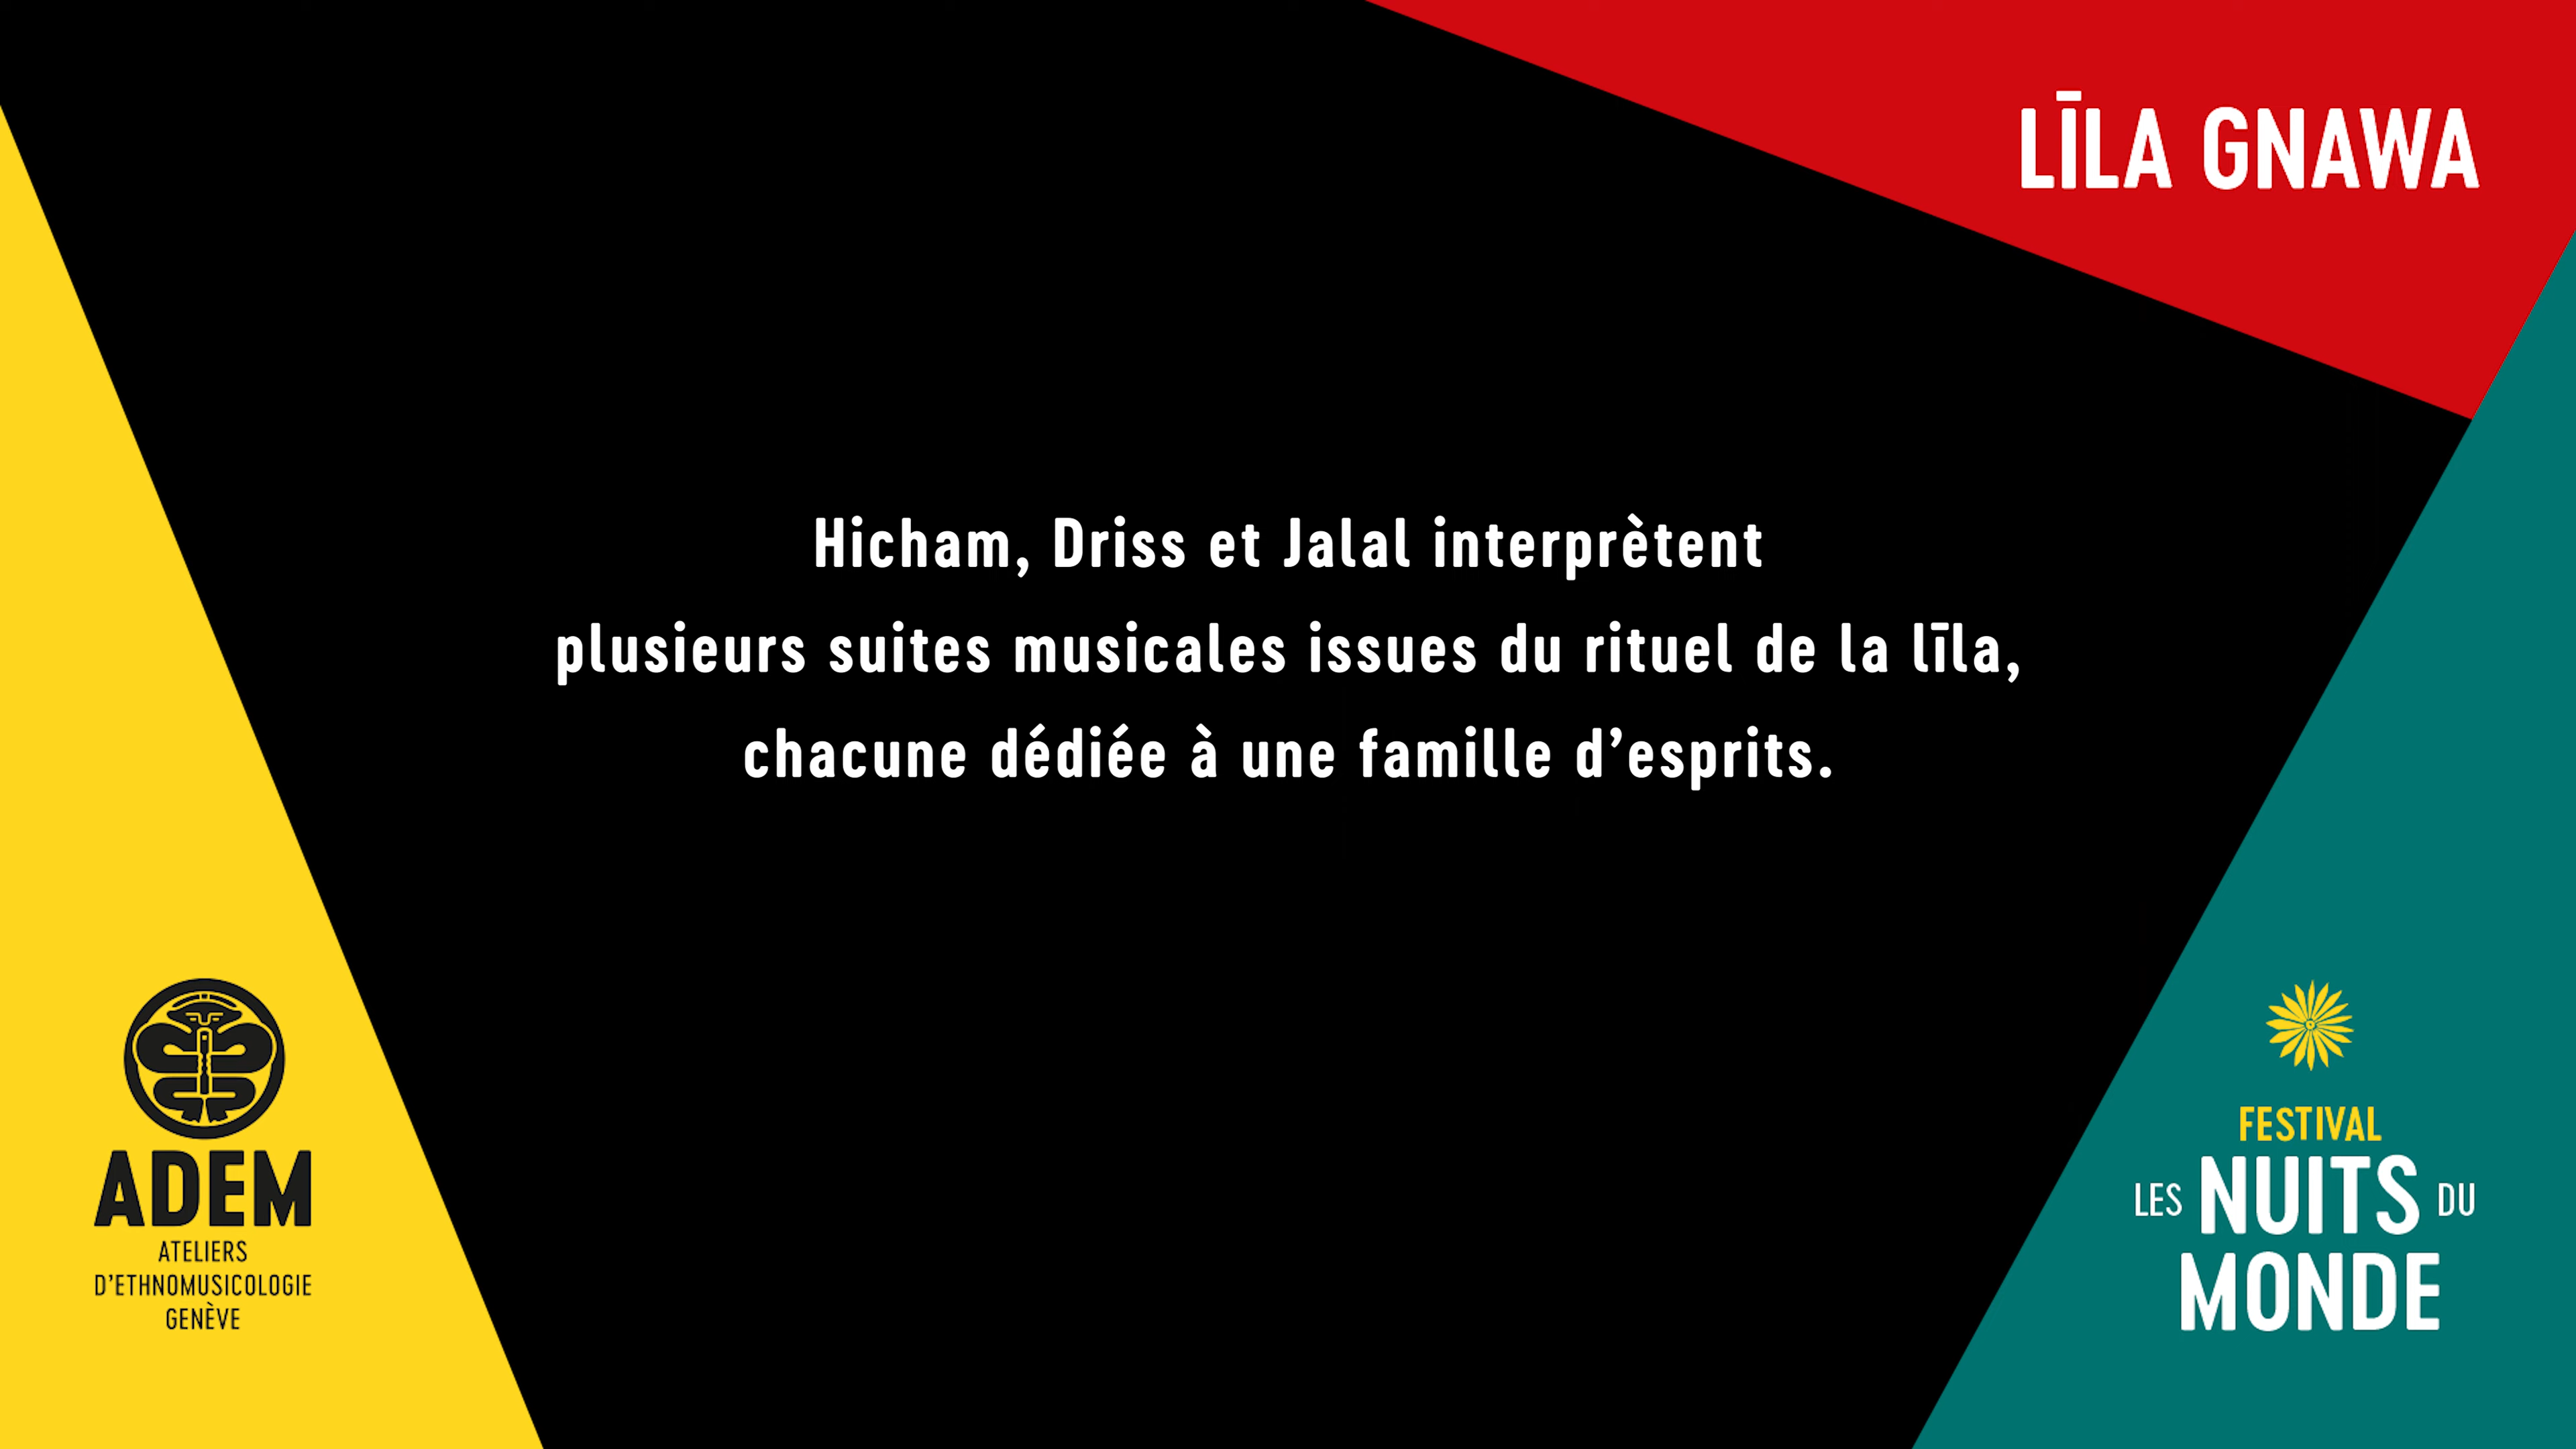 LĪLA GNAWA
Hicham, Driss et Jalal interprètent
plusieurs suites musicales issues du rituel de la līla,
chacune dédiée à une famille d’esprits.
ADEM
ATELIERS
D’ETHNOMUSICOLOGIE
GENÈVE
FESTIVAL
LES NUITS DU
MONDE